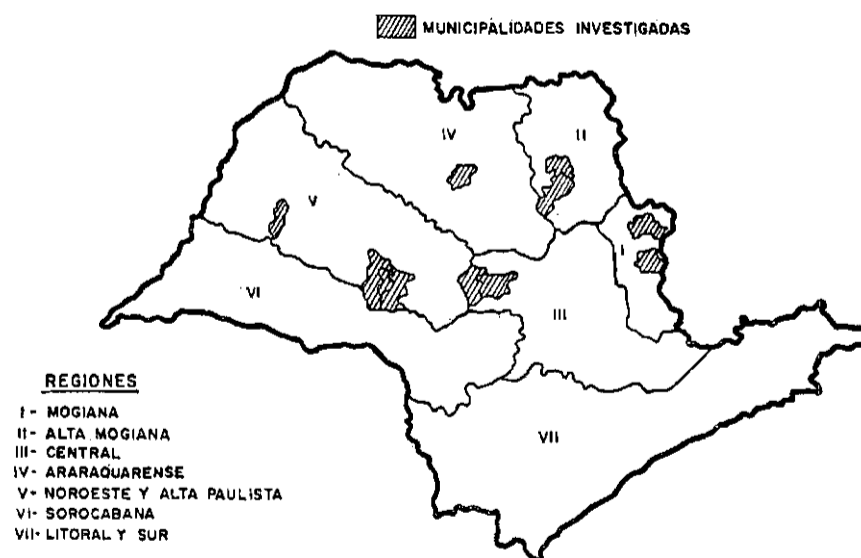 MUNICIPALIDADES INVESTIGADAS
IV
II
V
I
VI
III
VII
REGIONES
I- MOGIANA
II- ALTA MOGIANA
III- CENTRAL
IV- ARARAQUARENSE
V- NOROESTE Y ALTA PAULISTA
VI- SOROCABANA
VII- LITORAL Y SUR